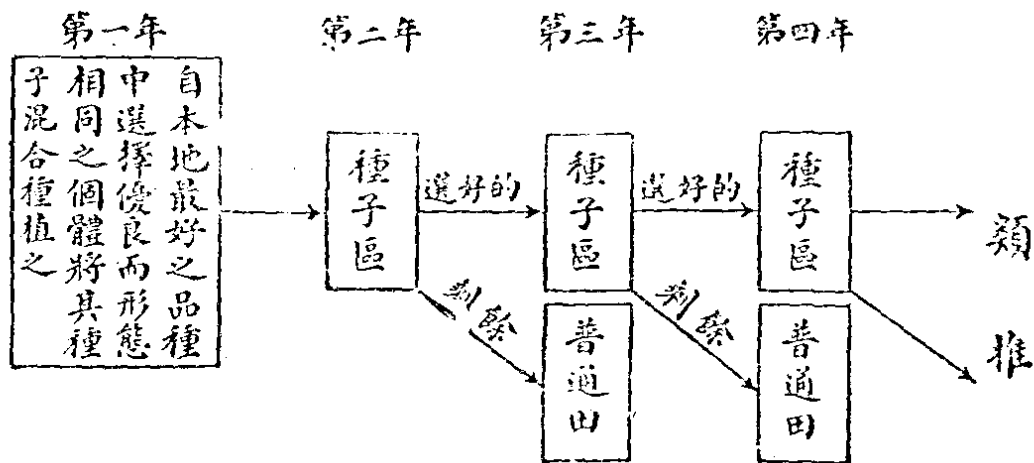 第一年
第二年
第三年
第四年
自本地最好之品種
中選擇優良而形態
相同之個體將其種
子混合種植之
種子區
選好的
種子區
選好的
種子區
剩餘
普通田
剩餘
普通田
類推